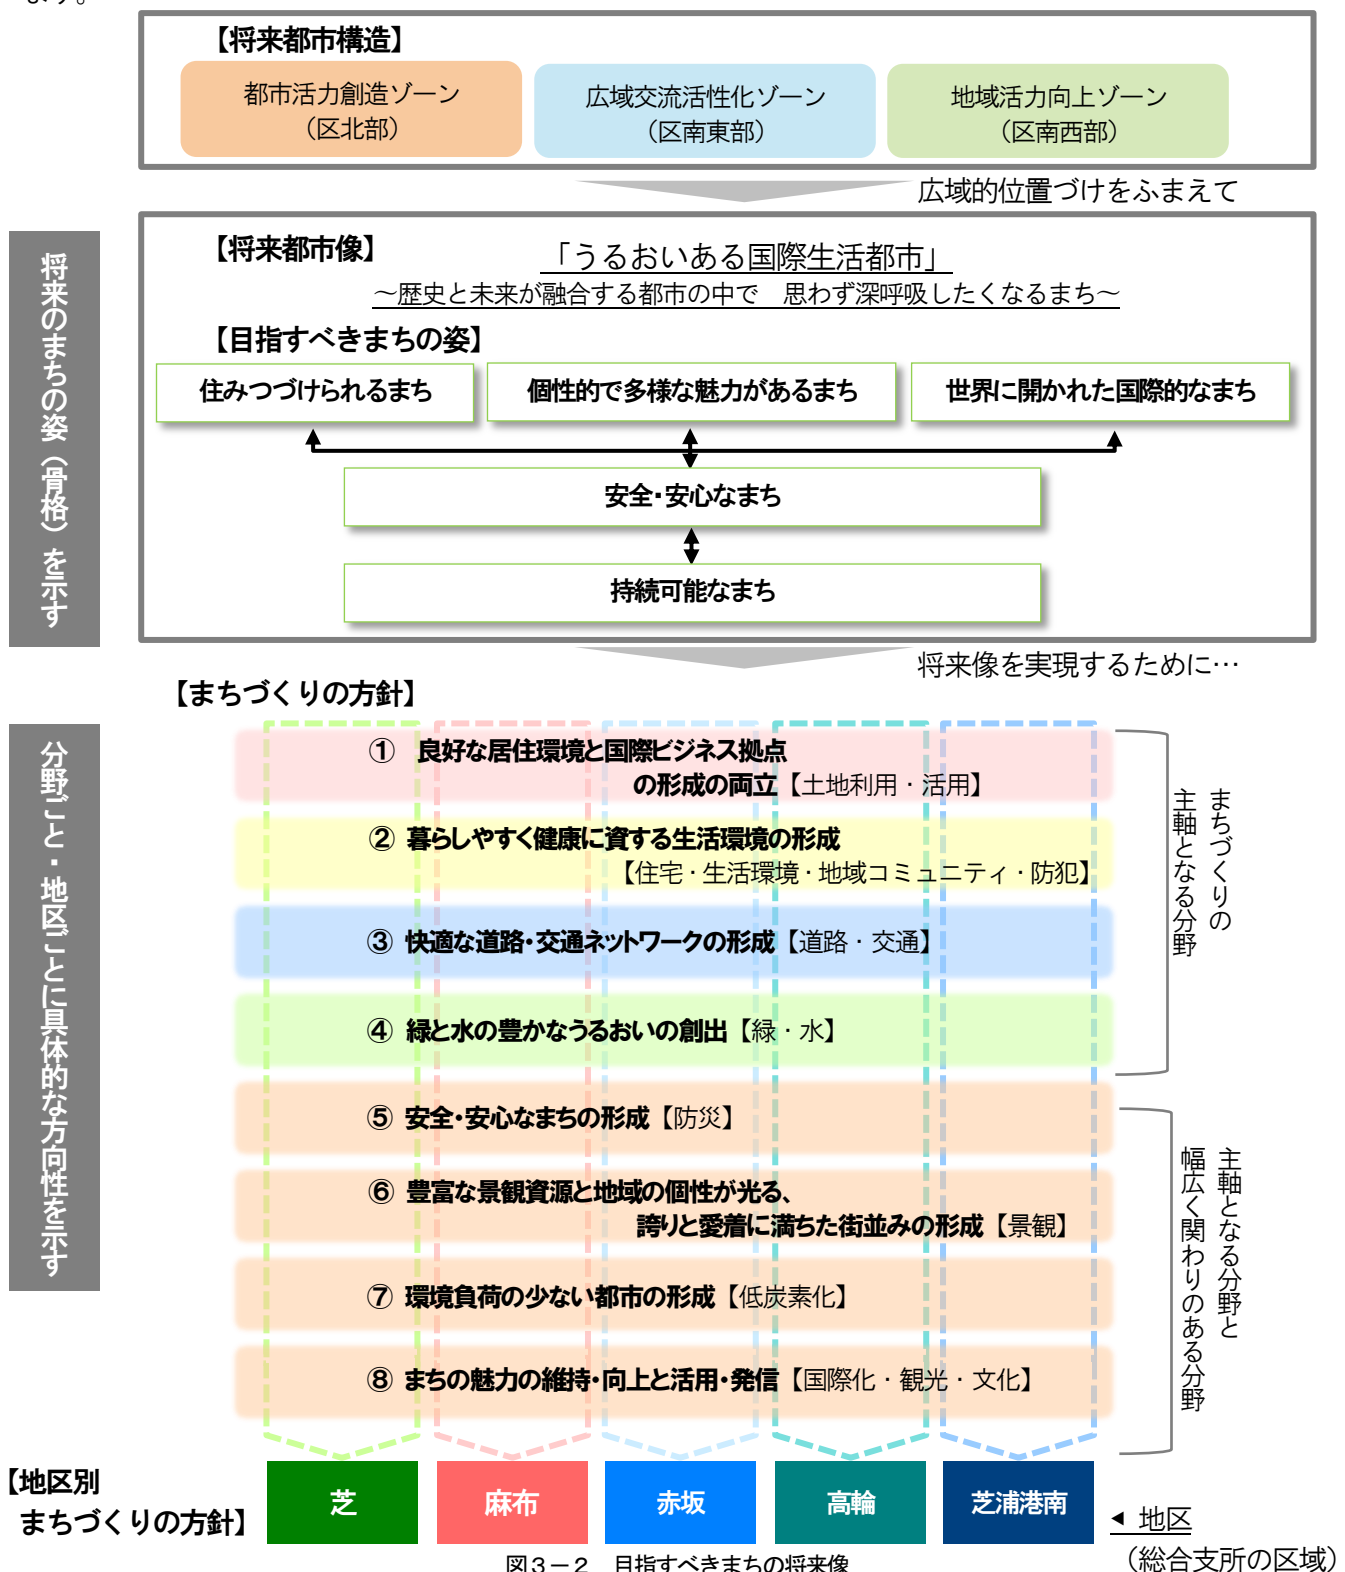 ます。
【将来都市構造】
都市活力創造ゾーン
（区北部）
広域交流活性化ゾーン
（区南東部）
地域活力向上ゾーン
（区南西部）
広域的位置づけをふまえて
将来のまちの姿（骨格）を示す
【将来都市像】
「うるおいある国際生活都市」
～歴史と未来が融合する都市の中で　思わず深呼吸したくなるまち～
【目指すべきまちの姿】
住みつづけられるまち
個性的で多様な魅力があるまち
世界に開かれた国際的なまち
安全・安心なまち
持続可能なまち
将来像を実現するために…
【まちづくりの方針】
分野ごと・地区ごとに具体的な方向性を示す
①　良好な居住環境と国際ビジネス拠点
の形成の両立【土地利用・活用】
② 暮らしやすく健康に資する生活環境の形成
【住宅・生活環境・地域コミュニティ・防犯】
③ 快適な道路・交通ネットワークの形成【道路・交通】
④ 緑と水の豊かなうるおいの創出【緑・水】
まちづくりの
主軸となる分野
⑤ 安全・安心なまちの形成【防災】
⑥ 豊富な景観資源と地域の個性が光る、
誇りと愛着に満ちた街並みの形成【景観】
⑦ 環境負荷の少ない都市の形成【低炭素化】
⑧ まちの魅力の維持・向上と活用・発信【国際化・観光・文化】
主軸となる分野と
幅広く関わりのある分野
【地区別
まちづくりの方針】
芝
麻布
赤坂
高輪
芝浦港南
◀ 地区
（総合支所の区域）
図３－２　目指すべきまちの将来像